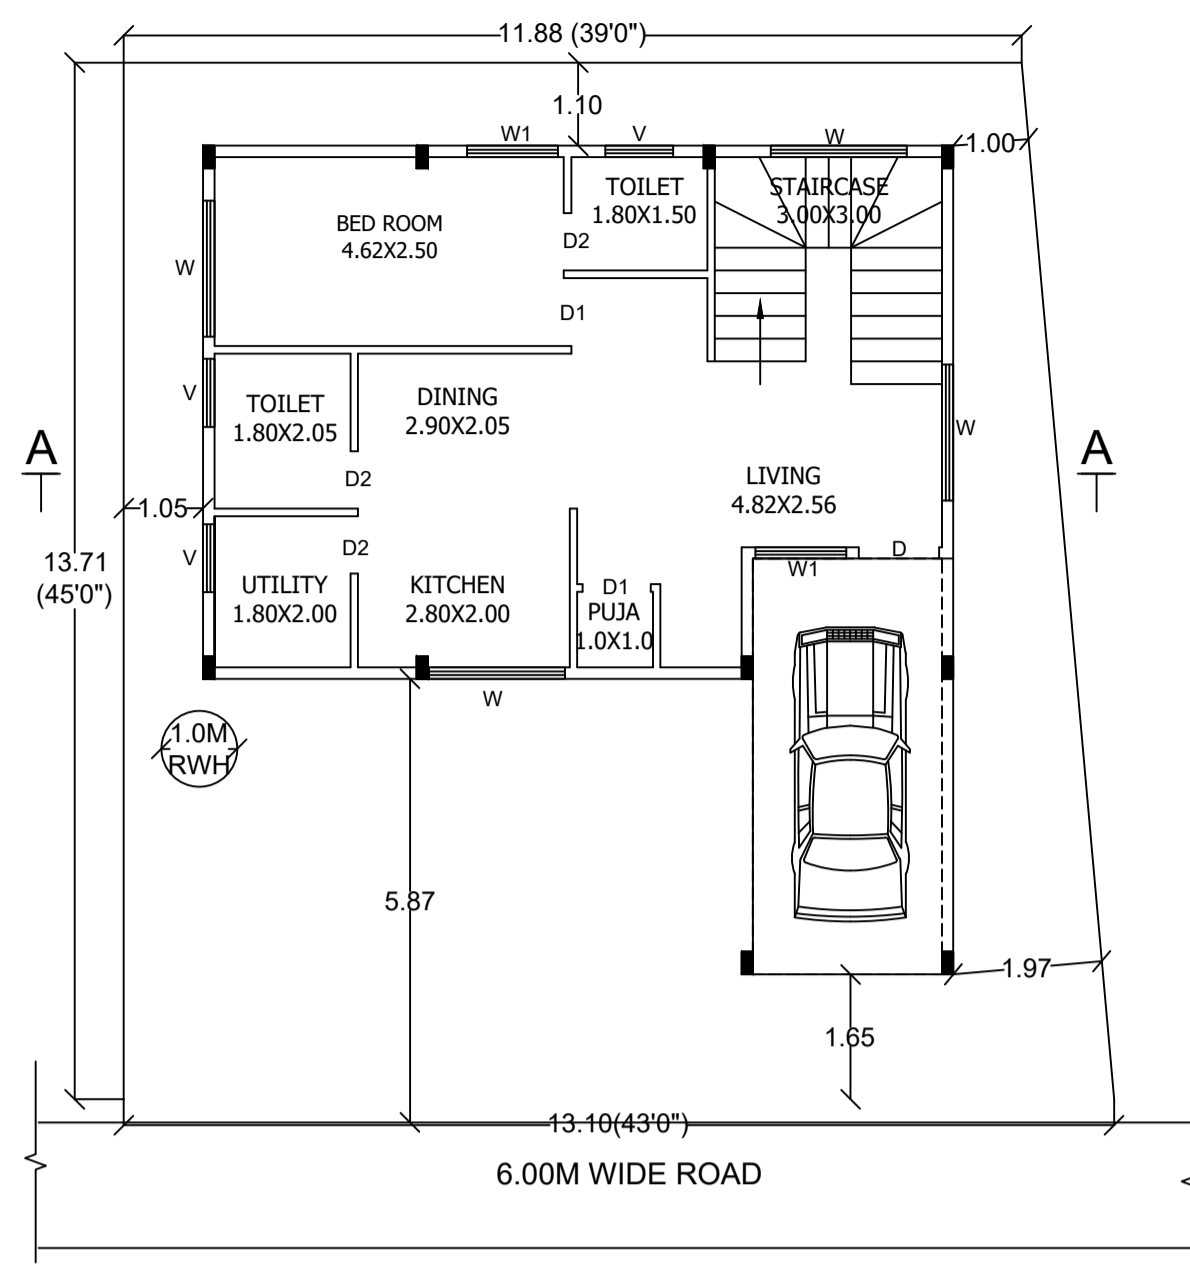 11.88 (39'0")
1.10
W1
V
W
1.00
TOILET
1.80X1.50
STAIRCASE
3.00X3.00
BED ROOM
4.62X2.50
D2
W
D1
V
TOILET
1.80X2.05
DINING
2.90X2.05
A
W
A
D2
LIVING
4.82X2.56
1.05
D2
D
V
13.71
(45'0")
W1
UTILITY
1.80X2.00
KITCHEN
2.80X2.00
D1
PUJA
1.0X1.0
W
1.0M
RWH
5.87
1.97
1.65
13.10(43'0")
6.00M WIDE ROAD